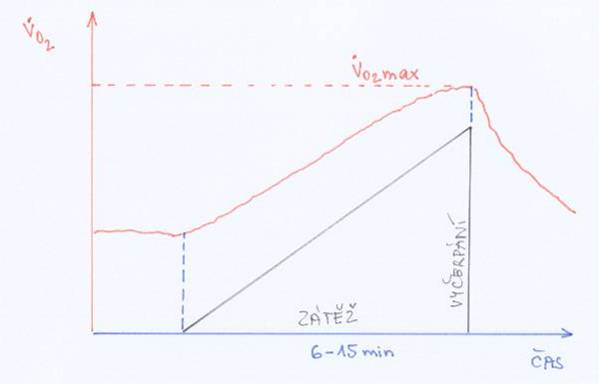 V̇O₂
V̇O₂max
VYČERPÁNÍ
ZÁTĚŽ
6-15 min
ČAS